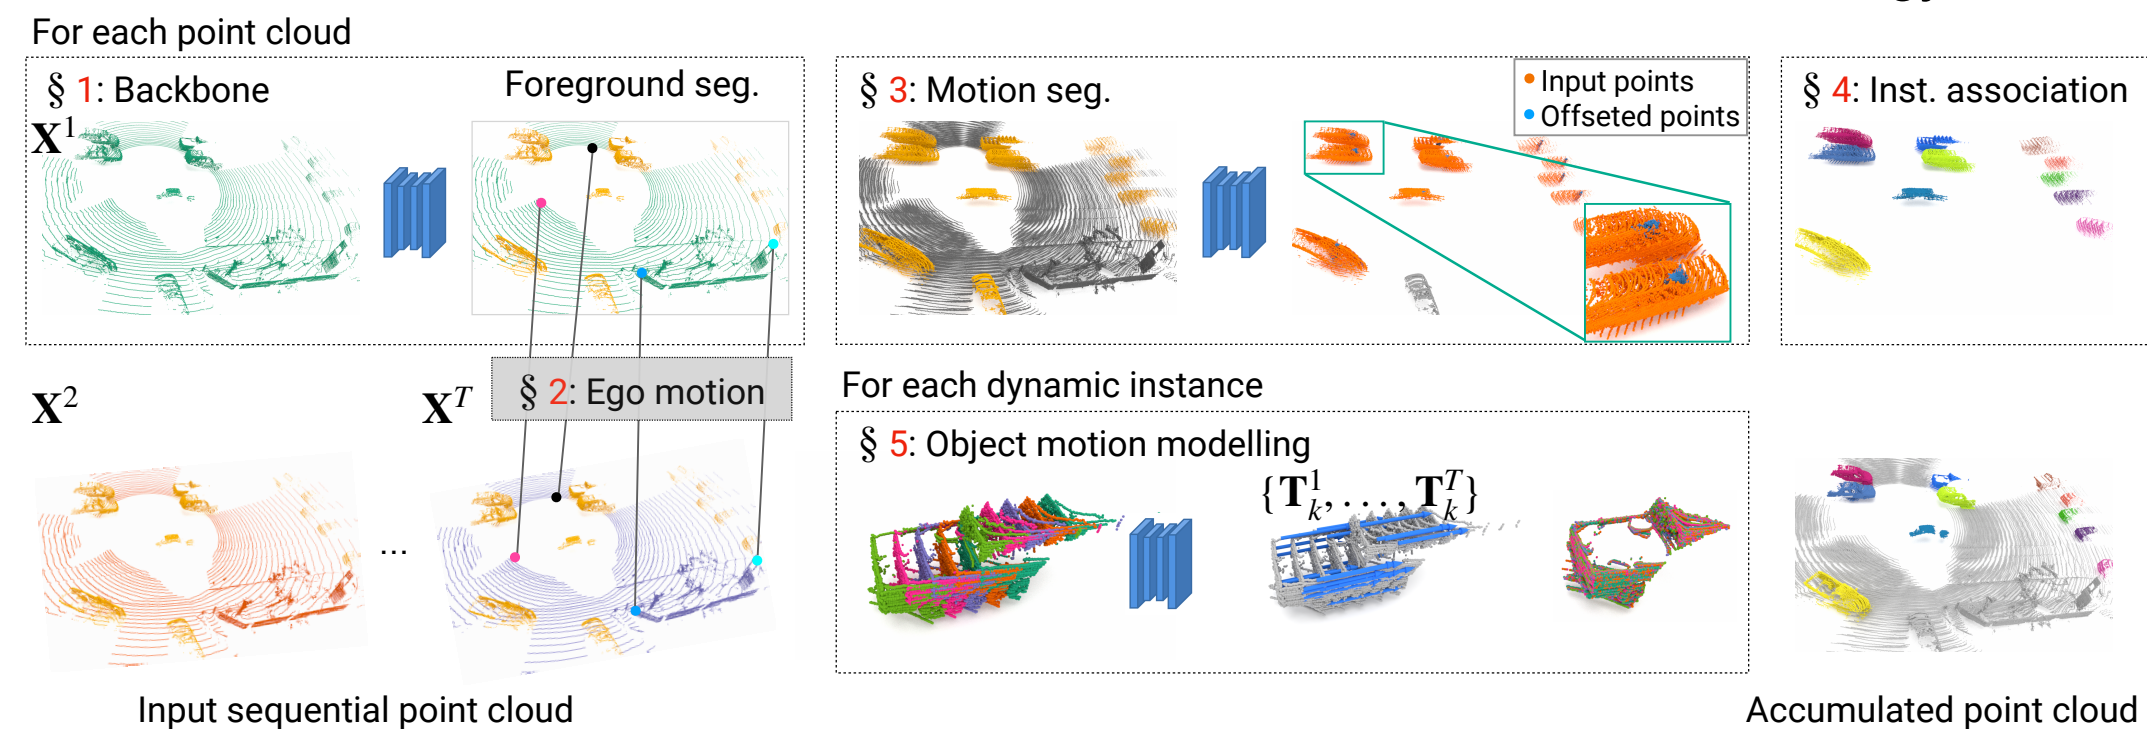 For each point cloud
§ 1: Backbone
Foreground seg.
X¹
§ 3: Motion seg.
Input points
Offseted points
§ 4: Inst. association
X²
Xᵀ
§ 2: Ego motion
...
For each dynamic instance
§ 5: Object motion modelling
{T¹ₖ, . . . , Tᵀₖ}
Input sequential point cloud
Accumulated point cloud